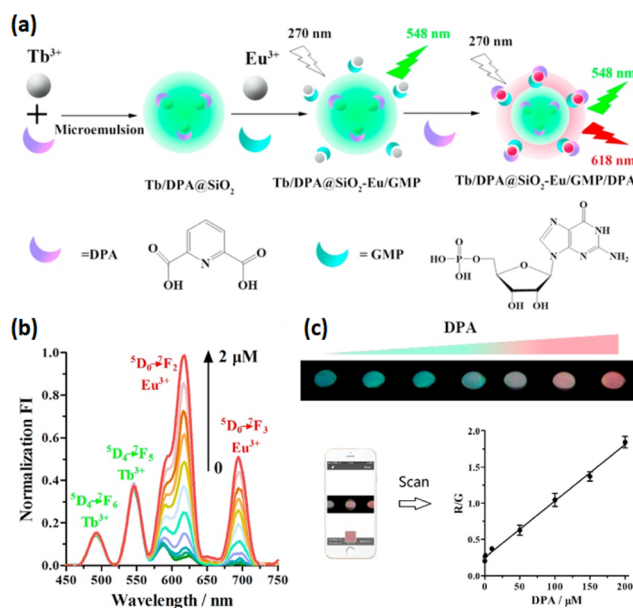 (a)
Tb³⁺
+
Microemulsion
Tb/DPA@SiO₂
Eu³⁺
270 nm
548 nm
Tb/DPA@SiO₂-Eu/GMP
270 nm
548 nm
618 nm
Tb/DPA@SiO₂-Eu/GMP/DPA
=DPA
O
OH
N
O
OH
=GMP
O
HO
P
O
OH
O
OH
OH
N
N
O
NH
N
NH₂
(b)
Normalization FI
1.0
0.8
0.6
0.4
0.2
0.0
⁵D₄→⁷F₆
Tb³⁺
⁵D₄→⁷F₅
Tb³⁺
⁵D₀→⁷F₂
Eu³⁺
2 μM
0
⁵D₀→⁷F₃
Eu³⁺
450 500 550 600 650 700 750
Wavelength / nm
(c)
DPA
Scan
R/G
2.0
1.5
1.0
0.5
0.0
0 50 100 150 200
DPA / μM